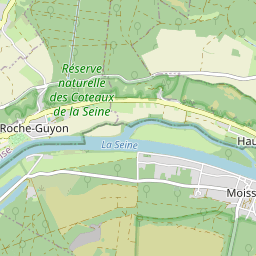 Réserve
naturelle
des Coteaux
de la Seine
Roche-Guyon
La Seine
Hau
Moiss